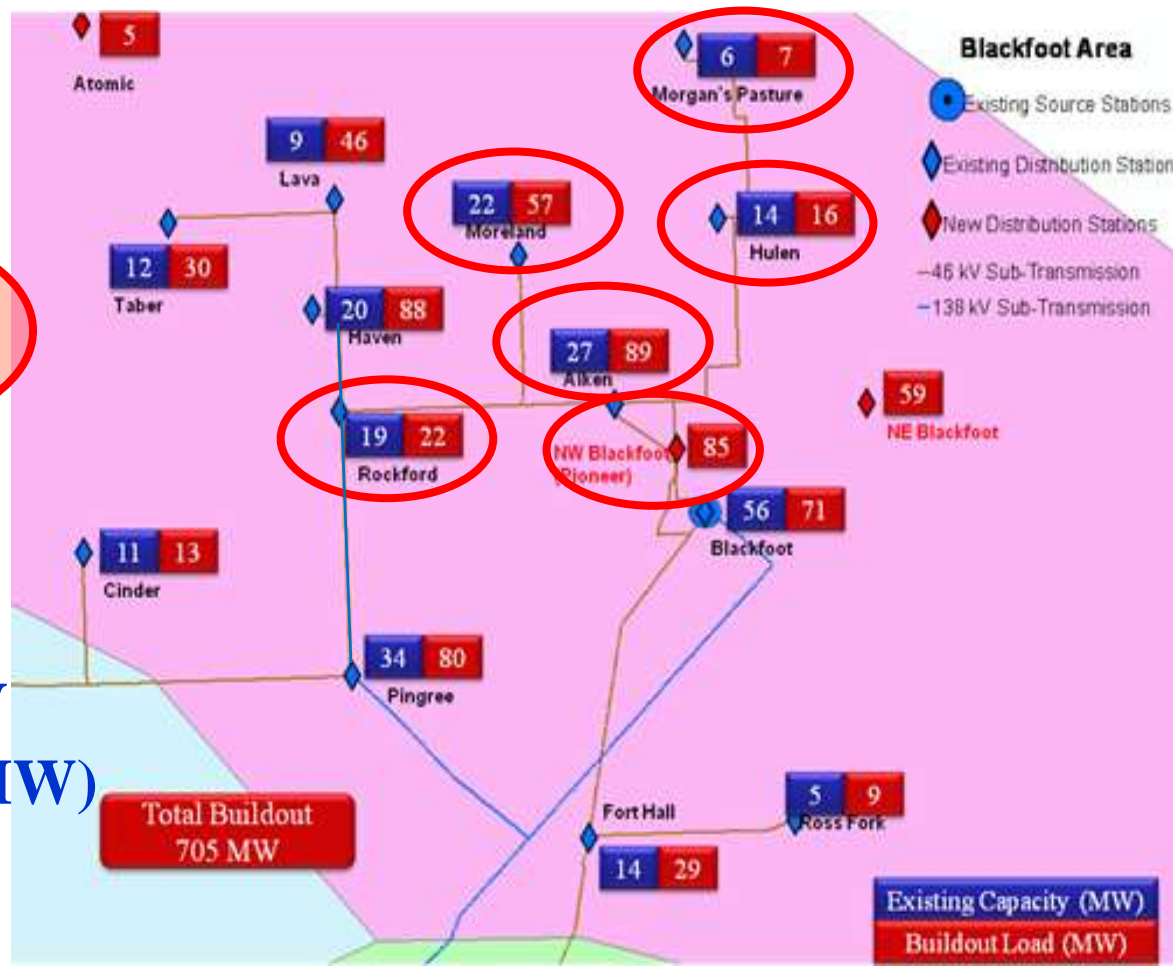 5
Atomic
6 7
Morgan's Pasture
Blackfoot Area
Existing Source Stations
Existing Distribution Station
New Distribution Stations
46 kV Sub-Transmission
138 kV Sub-Transmission
9 46
Lava
22 57
Moreland
14 16
Hulen
12 30
Taber
20 88
Haven
27 89
Aiken
59
NE Blackfoot
19 22
Rockford
NW Blackfoot
(Pioneer)
85
56 71
Blackfoot
11 13
Cinder
34 80
Pingree
MW)
Total Buildout
705 MW
Fort Hall
14 29
5 9
Ross Fork
Existing Capacity (MW)
Buildout Load (MW)